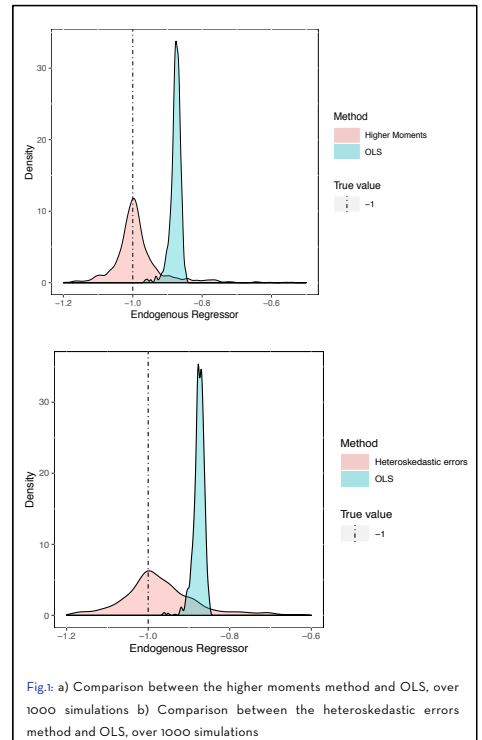 30
20
10
0
Density
−1.2 −1.0 −0.8 −0.6
Endogenous Regressor
Method
Higher Moments
OLS
True value
−1
30
20
10
0
Density
−1.2 −1.0 −0.8 −0.6
Endogenous Regressor
Method
Heteroskedastic errors
OLS
True value
−1
Fig.1: a) Comparison between the higher moments method and OLS, over
1000 simulations b) Comparison between the heteroskedastic errors
method and OLS, over 1000 simulations